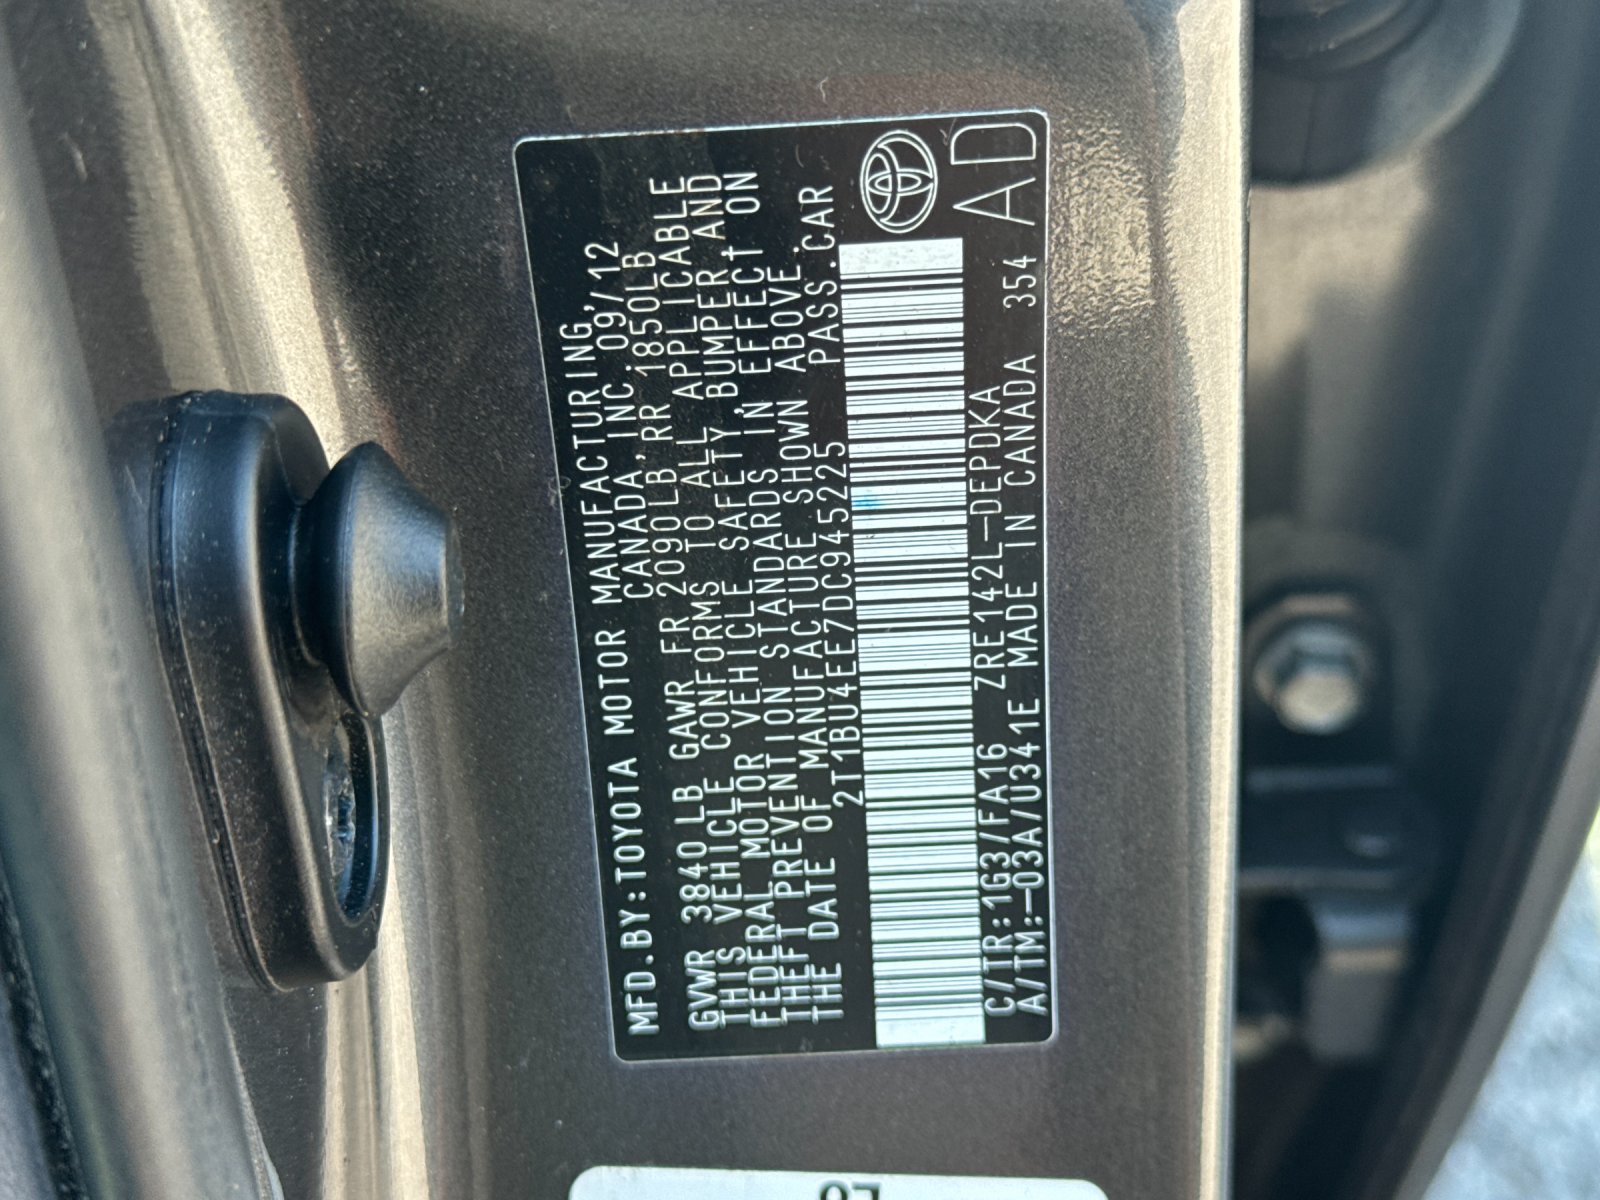 MFD.BY:TOYOTA MOTOR MANUFACTURING,
CANADA,INC. 09/12
GVWR 3840LB GAWR FR 2090LB,RR 1850LB
THIS VEHICLE CONFORMS TO ALL APPLICABLE
FEDERAL MOTOR VEHICLE SAFETY,BUMPER,AND
THEFT PREVENTION STANDARDS IN EFFECT ON
THE DATE OF MANUFACTURE SHOWN ABOVE.
2T1BU4EE7DC945225 PASS.CAR
C/TR:1G3/FA16 ZRE142L-DEPDKA
A/TM:-03A/U341E MADE IN CANADA 354
AD